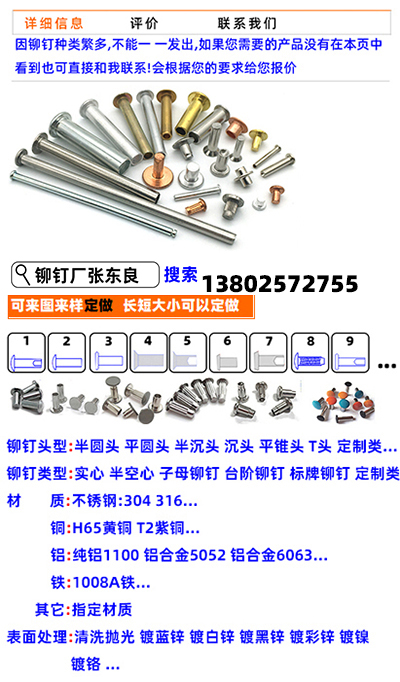 详细信息 评价 联系我们
因铆钉种类繁多,不能一 一发出,如果您需要的产品没有在本页中
看到也可直接和我联系!会根据您的要求给您报价
铆钉厂张东良 搜索 13802572755
可来图来样定做 长短大小可以定做
1 2 3 4 5 6 7 8 9 ...
铆钉头型:半圆头 平圆头 半沉头 沉头 平锥头 T头 定制类...
铆钉类型:实心 半空心 子母铆钉 台阶铆钉 标牌铆钉 定制类
材 质:不锈钢:304 316...
铜:H65黄铜 T2紫铜...
铝:纯铝1100 铝合金5052 铝合金6063...
铁:1008A铁...
其它:指定材质
表面处理:清洗抛光 镀蓝锌 镀白锌 镀黑锌 镀彩锌 镀镍
镀铬 ...